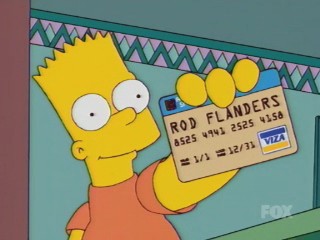 ROD FLANDERS
8525 4941 2525 4158
1/1 12/31
VIZA
FOX